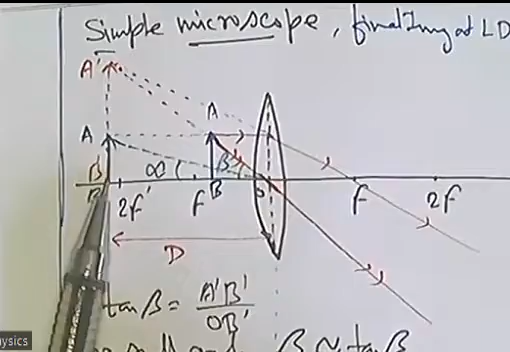 Simple microscope, final Img at LD
A'
A
A
B'
α
β
2F'
F'
B
O
F
2F
D
tan β = A'B' / OB'
β ≈ tan β
ysics